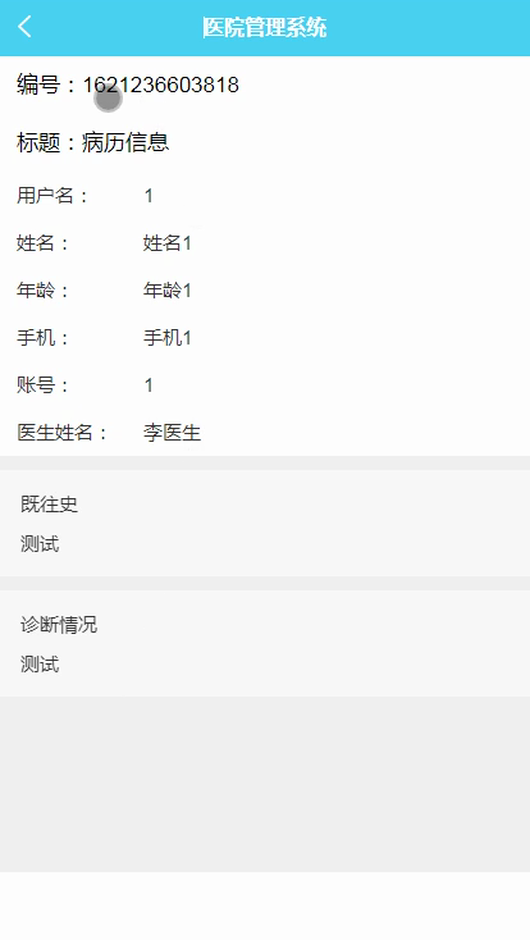 医院管理系统
编号：1621236603818
标题：病历信息
用户名： 1
姓名： 姓名1
年龄： 年龄1
手机： 手机1
账号： 1
医生姓名： 李医生
既往史
测试
诊断情况
测试